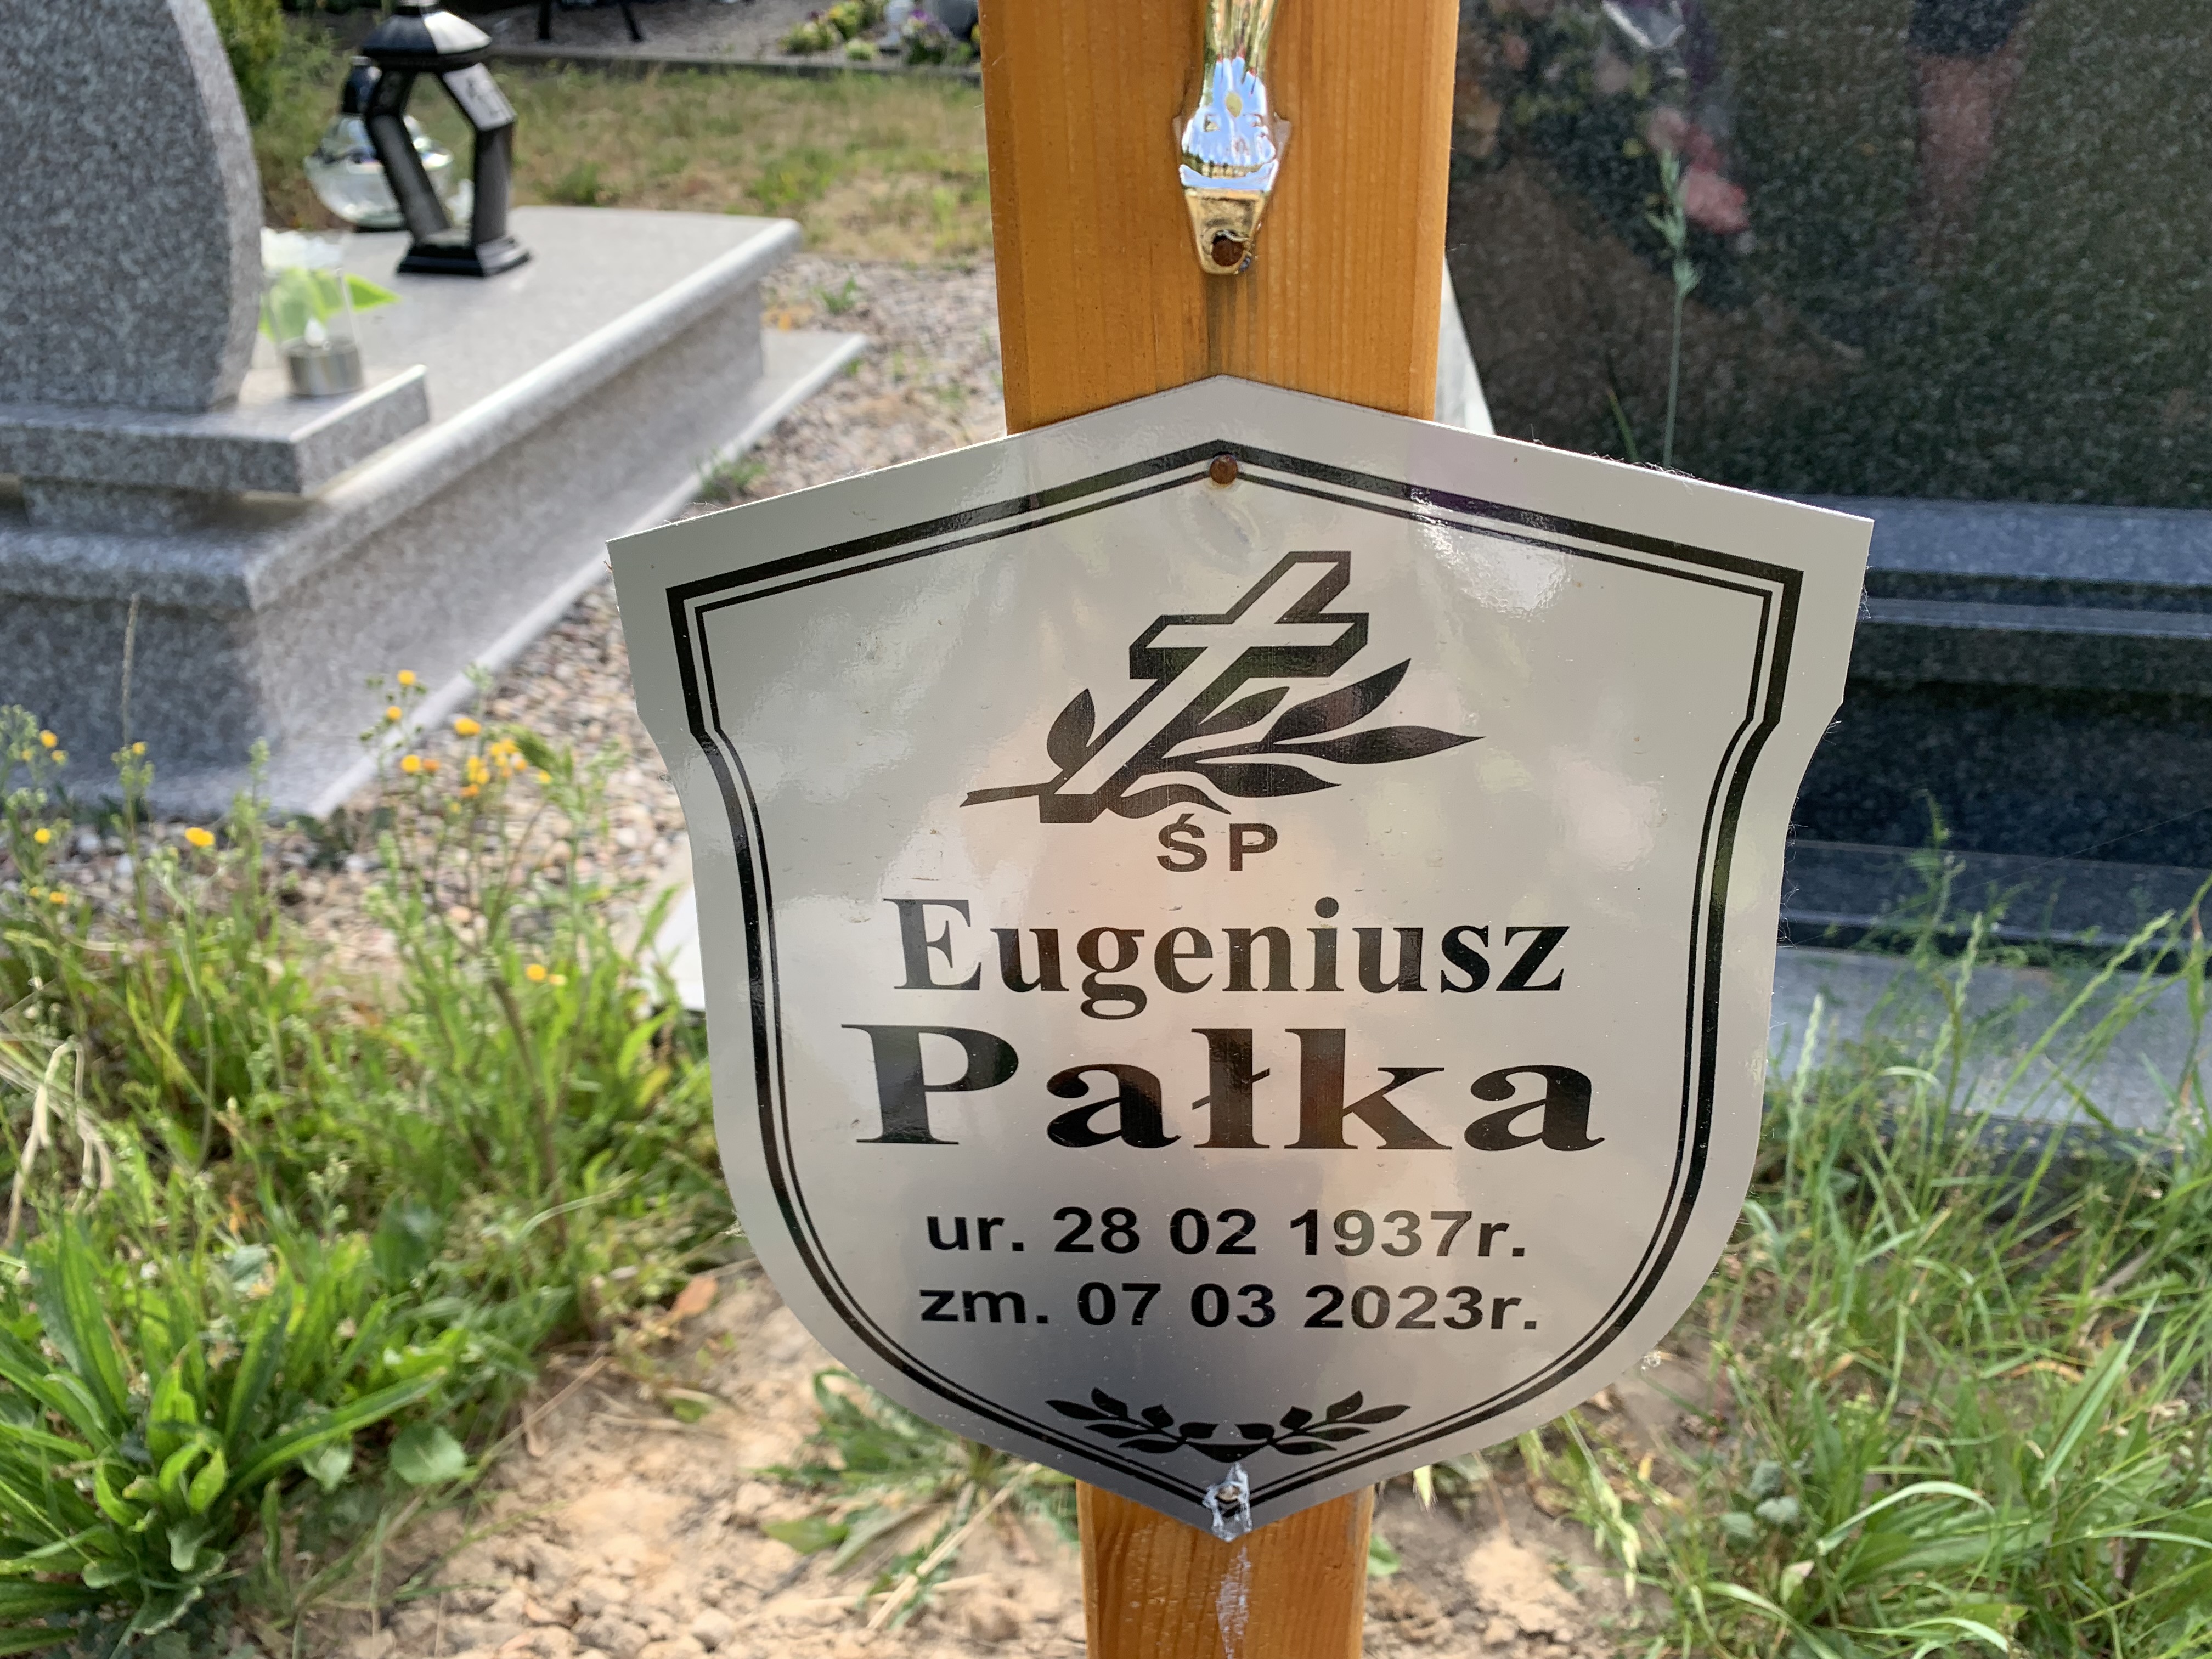 ŚP
Eugeniusz
Pałka
ur. 28 02 1937r.
zm. 07 03 2023r.